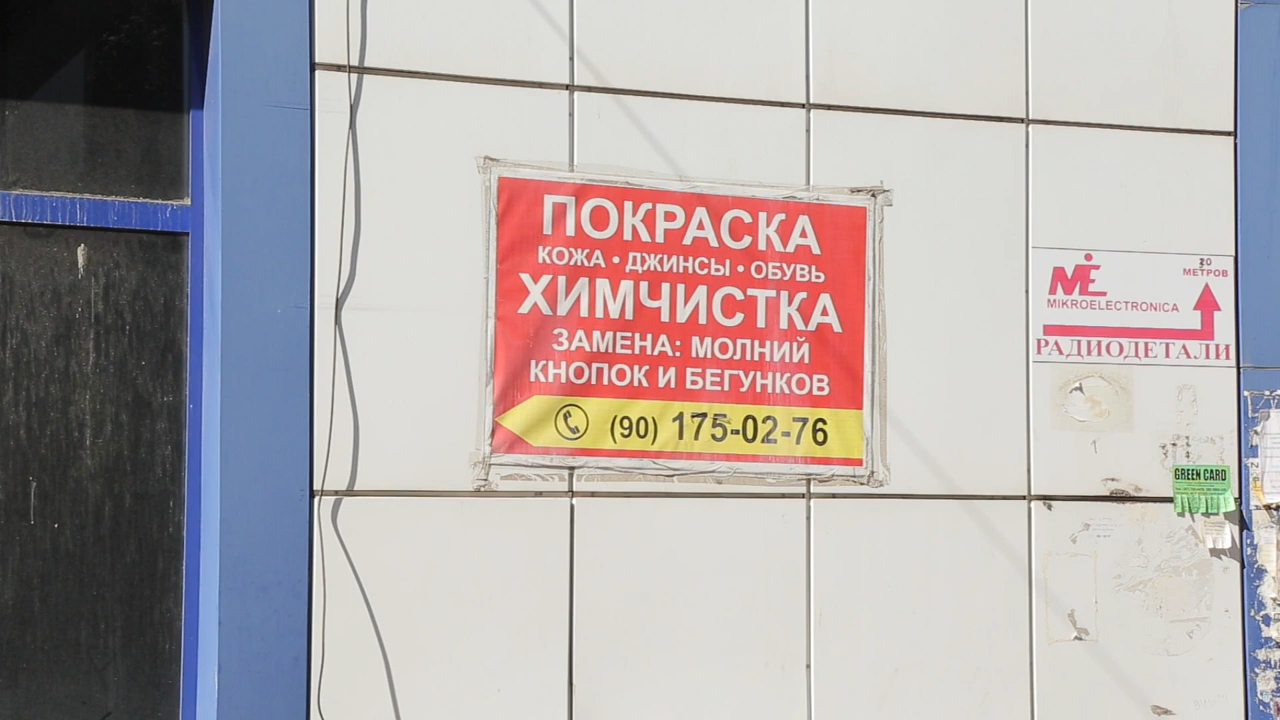 ПОКРАСКА
КОЖА • ДЖИНСЫ • ОБУВЬ
ХИМЧИСТКА
ЗАМЕНА: МОЛНИЙ
КНОПОК И БЕГУНКОВ
(90) 175-02-76
МЕТРОВ
ME
MIKROELECTRONICA
РАДИОДЕТАЛИ
GREEN CARD